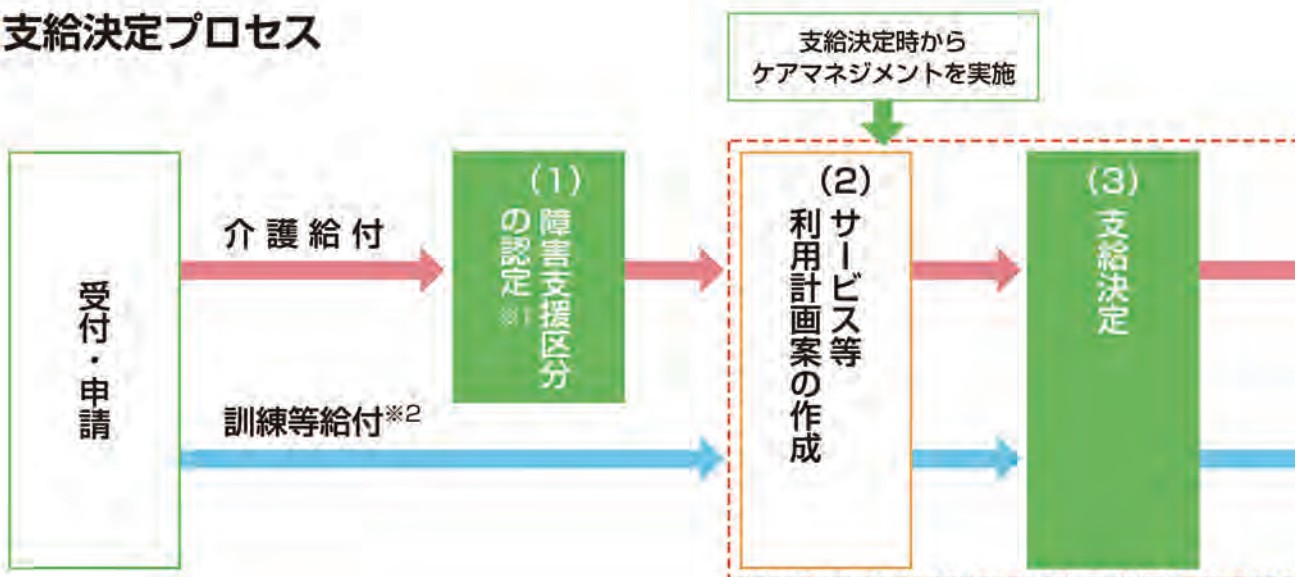 支給決定プロセス
支給決定時から
ケアマネジメントを実施
受付・申請
介護給付
訓練等給付※2
(1)
障害支援区分
の認定※1
(2)
サービス等
利用計画案の作成
(3)
支給決定